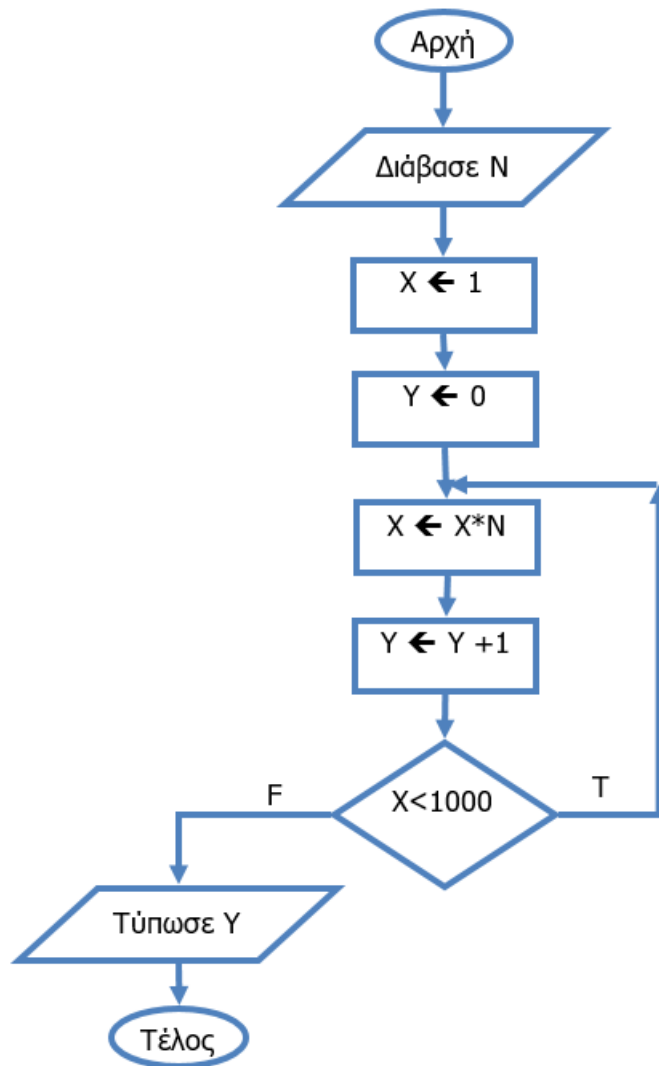 Αρχή
Διάβασε Ν
Χ 🡸 1
Υ 🡸 0
Χ 🡸 Χ*Ν
Υ 🡸 Υ +1
Χ<1000
F
T
Τύπωσε Υ
Τέλος